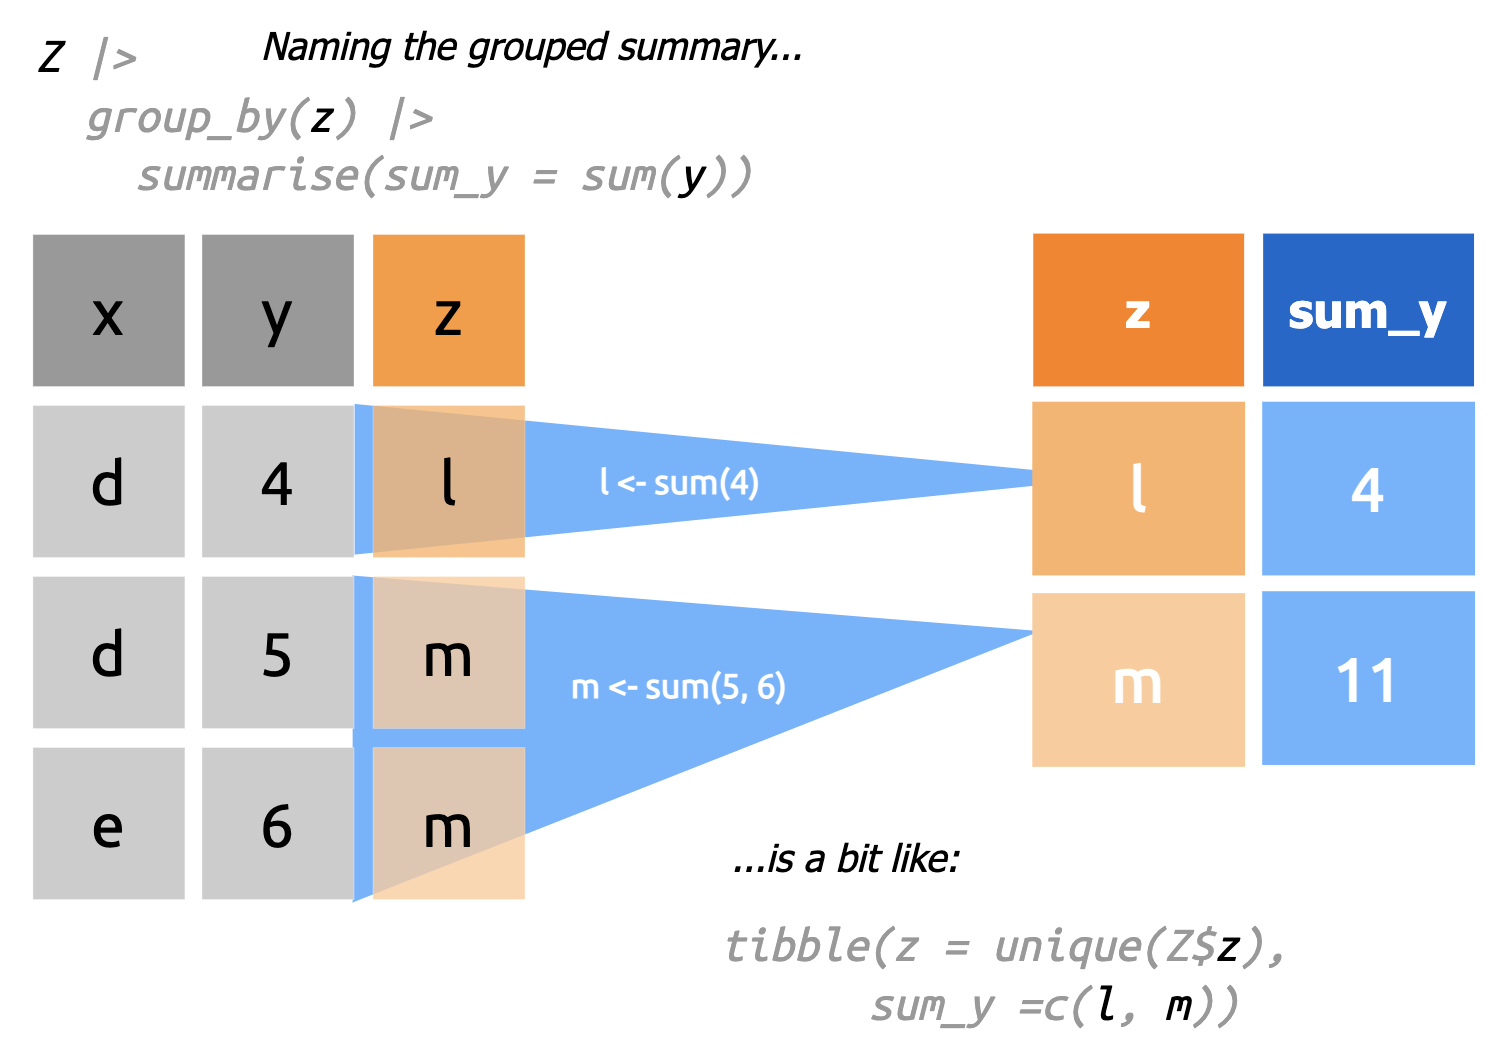 Z |>
Naming the grouped summary...
group_by(z) |>
summarise(sum_y = sum(y))
x y z
z sum_y
d 4 l
l <- sum(4)
l 4
d 5 m
m <- sum(5, 6)
m 11
e 6 m
...is a bit like:
tibble(z = unique(Z$z),
sum_y =c(l, m))